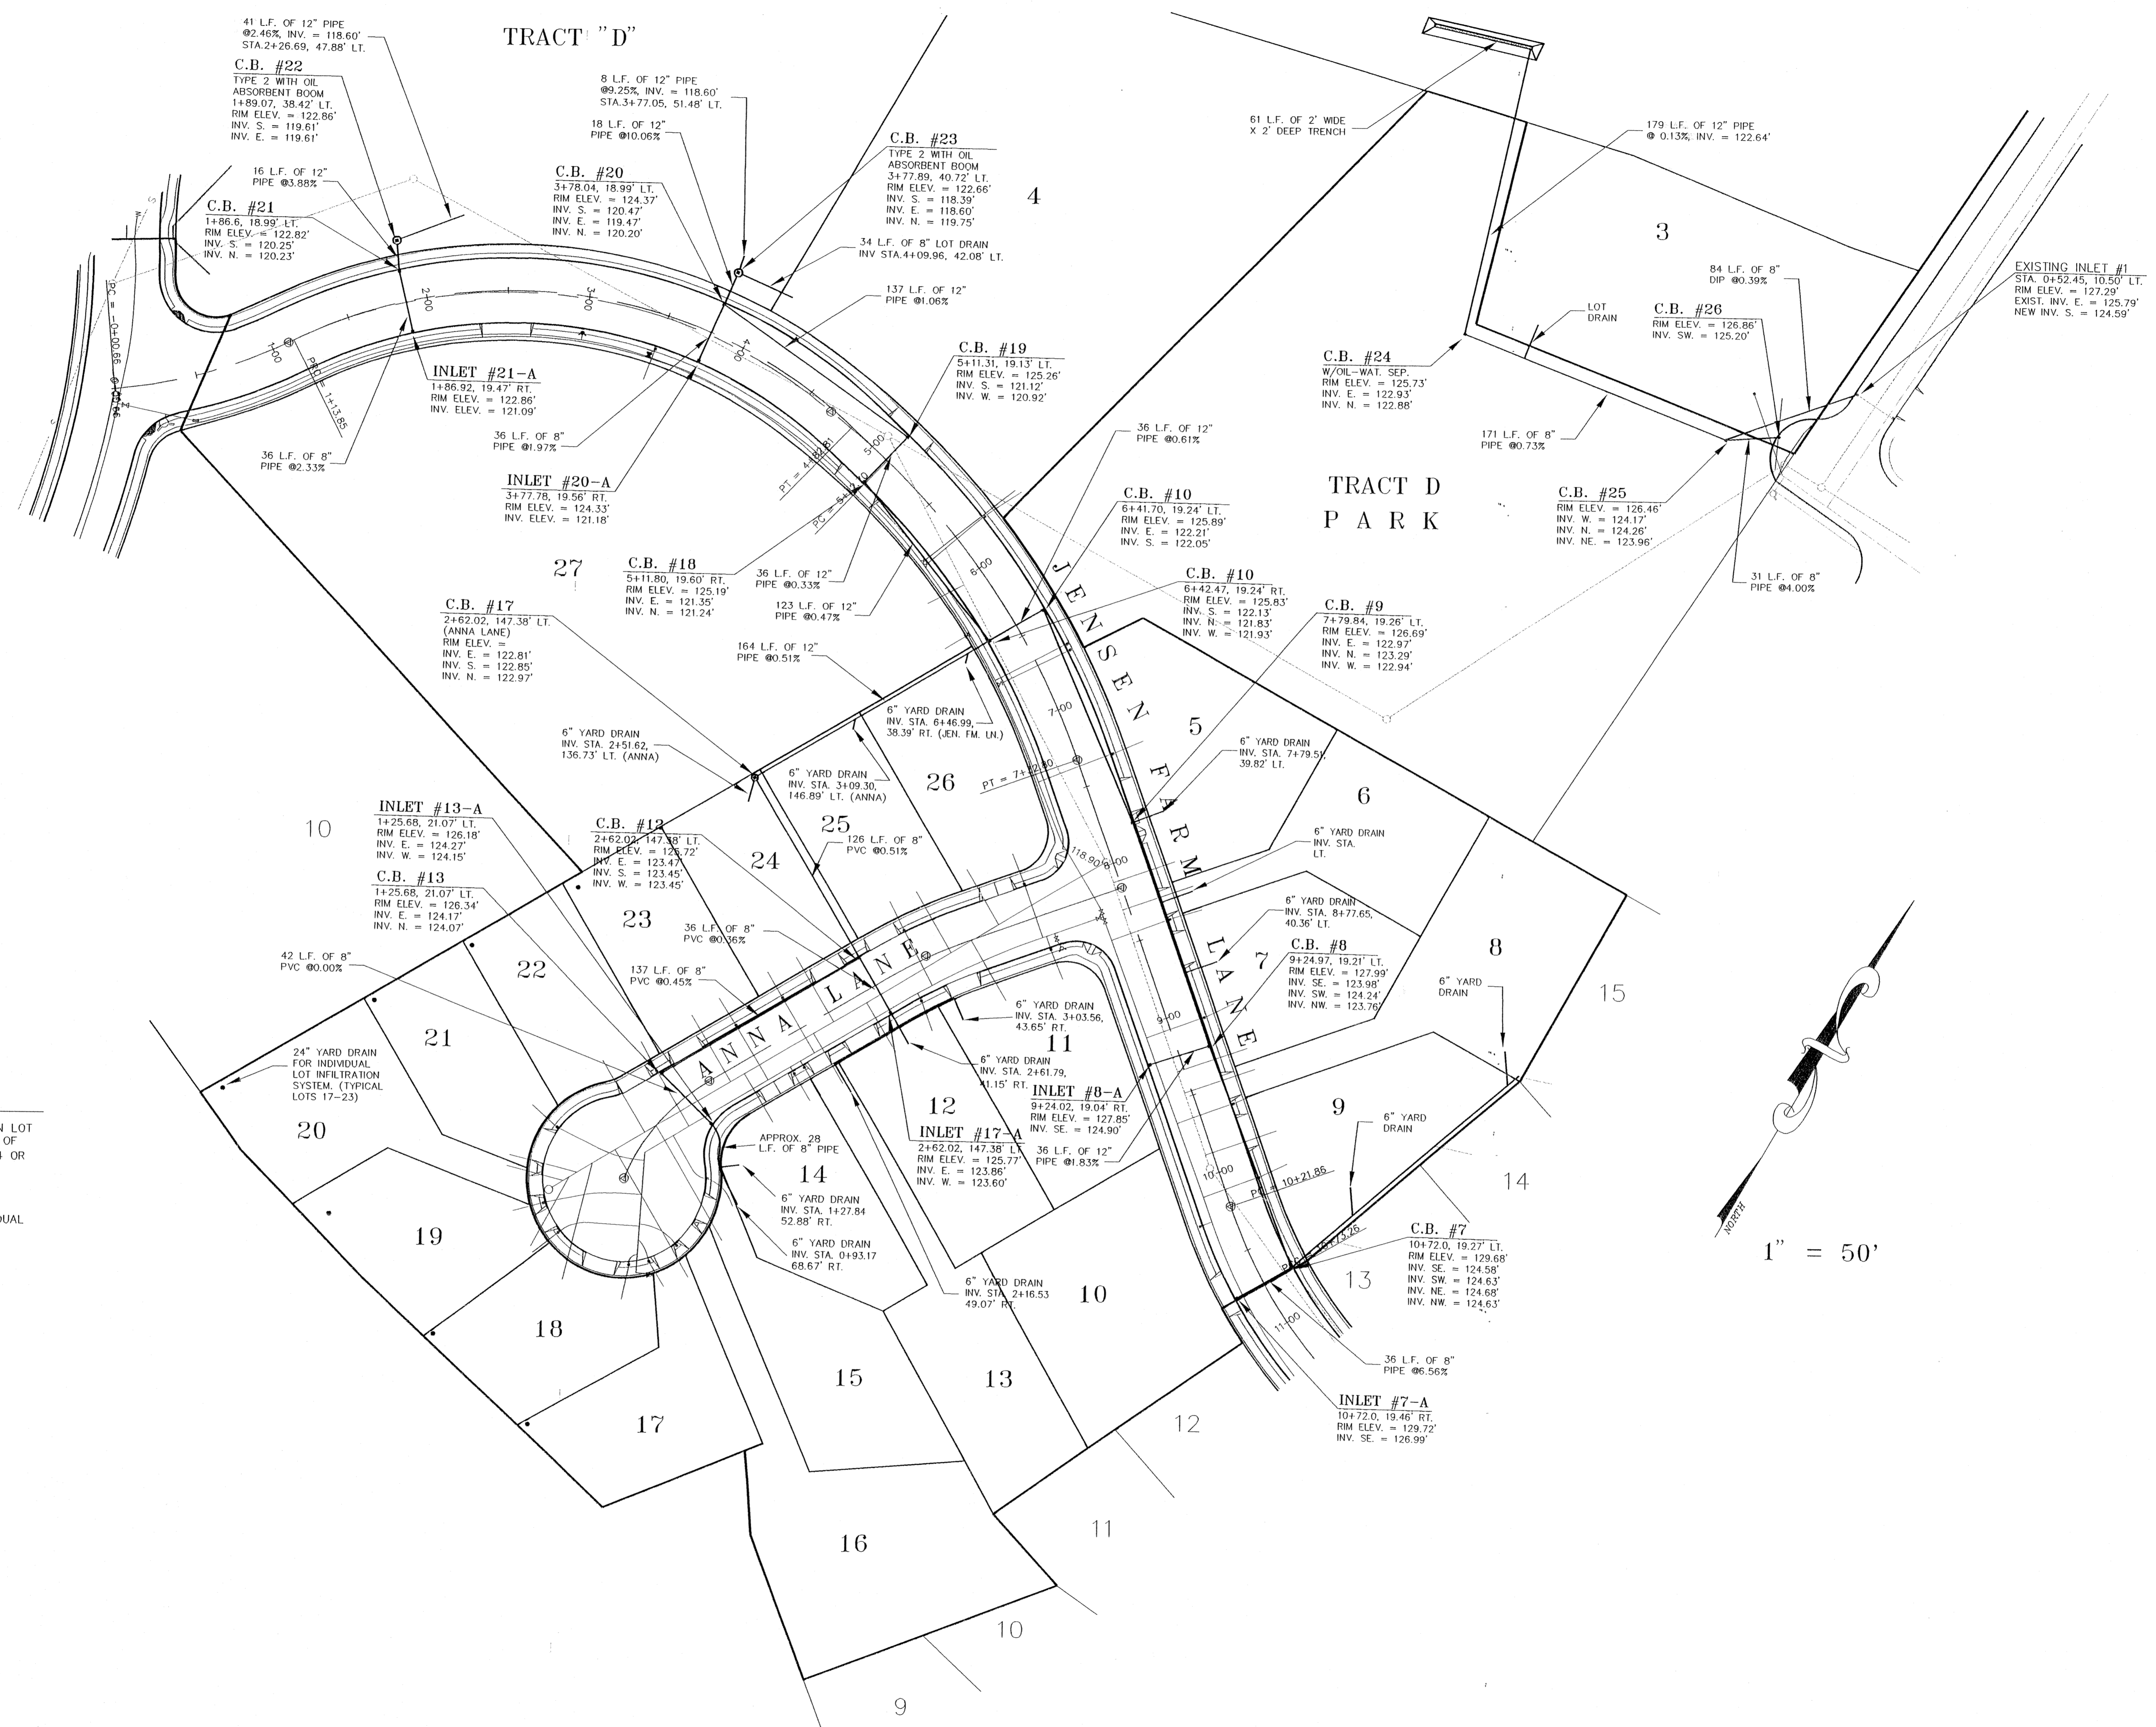 41 L.F. OF 12" PIPE
@2.46%, INV. = 118.60'
STA.2+26.69, 47.88' LT.
TRACT "D"
C.B. #22
TYPE 2 WITH OIL
ABSORBENT BOOM
1+89.07, 38.42' LT.
RIM ELEV. = 122.86'
INV. S. = 119.61'
INV. E. = 119.61'
8 L.F. OF 12" PIPE
@9.25%, INV. = 118.60'
STA.3+77.05, 51.48' LT.
18 L.F. OF 12"
PIPE @10.06%
C.B. #23
TYPE 2 WITH OIL
ABSORBENT BOOM
3+77.89, 40.72' LT.
RIM ELEV. = 122.66'
INV. S. = 118.39'
INV. E. = 118.60'
INV. N. = 119.75'
4
61 L.F. OF 2' WIDE
X 2' DEEP TRENCH
179 L.F. OF 12" PIPE
@ 0.13%, INV. = 122.64'
3
16 L.F. OF 12"
PIPE @3.88%
C.B. #21
1+86.6, 18.99' LT.
RIM ELEV. = 122.82'
INV. S. = 120.25'
INV. N. = 120.23'
C.B. #20
3+78.04, 18.99' LT.
RIM ELEV. = 124.37'
INV. S. = 120.47'
INV. E. = 119.47'
INV. N. = 120.20'
34 L.F. OF 8" LOT DRAIN
INV STA.4+09.96, 42.08' LT.
137 L.F. OF 12"
PIPE @1.06%
84 L.F. OF 8"
DIP @0.39%
EXISTING INLET #1
STA. 0+52.45, 10.50' LT.
RIM ELEV. = 127.29'
EXIST. INV. E. = 125.79'
NEW INV. S. = 124.59'
LOT
DRAIN
C.B. #26
RIM ELEV. = 126.86'
INV. SW. = 125.20'
C.B. #24
W/OIL-WAT. SEP.
RIM ELEV. = 125.73'
INV. E. = 122.93'
INV. N. = 122.88'
C.B. #19
5+11.31, 19.13' LT.
RIM ELEV. = 125.26'
INV. S. = 121.12'
INV. W. = 120.92'
PC = -0+00.66
1-00
2-00
3-00
4-00
5-00
PRC = 1+13.85
INLET #21-A
1+86.92, 19.47' RT.
RIM ELEV. = 122.86'
INV. ELEV. = 121.09'
36 L.F. OF 8"
PIPE @2.33%
36 L.F. OF 8"
PIPE @1.97%
INLET #20-A
3+77.78, 19.56' RT.
RIM ELEV. = 124.33'
INV. ELEV. = 121.18'
36 L.F. OF 12"
PIPE @0.61%
171 L.F. OF 8"
PIPE @0.73%
TRACT D
PARK
C.B. #10
6+41.70, 19.24' LT.
RIM ELEV. = 125.89'
INV. E. = 122.21'
INV. S. = 122.05'
C.B. #25
RIM ELEV. = 126.46'
INV. W. = 124.17'
INV. N. = 124.26'
INV. NE. = 123.96'
31 L.F. OF 8"
PIPE @4.00%
27
C.B. #18
5+11.80, 19.60' RT.
RIM ELEV. = 125.19'
INV. E. = 121.35'
INV. N. = 121.24'
36 L.F. OF 12"
PIPE @0.33%
123 L.F. OF 12"
PIPE @0.47%
6-00
C.B. #10
6+42.47, 19.24' RT.
RIM ELEV. = 125.83'
INV. S. = 122.13'
INV. N. = 121.83'
INV. W. = 121.93'
C.B. #17
2+62.02, 147.38' LT.
(ANNA LANE)
RIM ELEV. =
INV. E. = 122.81'
INV. S. = 122.85'
INV. N. = 122.97'
C.B. #9
7+79.84, 19.26' LT.
RIM ELEV. = 126.69'
INV. E. = 122.97'
INV. N. = 123.29'
INV. W. = 122.94'
164 L.F. OF 12"
PIPE @0.51%
JENSEN FARM LANE
6" YARD DRAIN
INV. STA. 6+46.99,
38.39' RT. (JEN. FM. LN.)
7-00
5
6" YARD DRAIN
INV. STA. 2+51.62,
136.73' LT. (ANNA)
6" YARD DRAIN
INV. STA. 7+79.51,
39.82' LT.
6" YARD DRAIN
INV. STA. 3+09.30,
146.89' LT. (ANNA)
26
6
INLET #13-A
1+25.68, 21.07' LT.
RIM ELEV. = 126.18'
INV. E. = 124.27'
INV. W. = 124.15'
10
C.B. #12
2+62.02, 147.38' LT.
RIM ELEV. = 125.72'
INV. E. = 123.47'
INV. S. = 123.45'
INV. W. = 123.45'
25
126 L.F. OF 8"
PVC @0.51%
24
6" YARD DRAIN
INV. STA.
LT.
118.90
8-00
C.B. #13
1+25.68, 21.07' LT.
RIM ELEV. = 126.34'
INV. E. = 124.17'
INV. N. = 124.07'
23
36 L.F. OF 8"
PVC @0.36%
6" YARD DRAIN
INV. STA. 8+77.65,
40.36' LT.
42 L.F. OF 8"
PVC @0.00%
22
137 L.F. OF 8"
PVC @0.45%
ANNA LANE
7
C.B. #8
9+24.97, 19.21' LT.
RIM ELEV. = 127.99'
INV. SE. = 123.98'
INV. SW. = 124.24'
INV. NW. = 123.76'
8
6" YARD
DRAIN
15
6" YARD DRAIN
INV. STA. 3+03.56,
43.65' RT.
9-00
21
11
24" YARD DRAIN
FOR INDIVIDUAL
LOT INFILTRATION
SYSTEM. (TYPICAL
LOTS 17-23)
6" YARD DRAIN
INV. STA. 2+61.79,
41.15' RT.
INLET #8-A
9+24.02, 19.04' RT.
RIM ELEV. = 127.85'
INV. SE. = 124.90'
12
9
6" YARD
DRAIN
N LOT
OF
OR
20
APPROX. 28
L.F. OF 8" PIPE
INLET #17-A
2+62.02, 147.38' LT.
RIM ELEV. = 125.77'
INV. E. = 123.86'
INV. W. = 123.60'
36 L.F. OF 12"
PIPE @1.83%
14
10-00
10+21.86
14
6" YARD DRAIN
INV. STA. 1+27.84
52.88' RT.
DUAL
19
6" YARD DRAIN
INV. STA. 0+93.17
68.67' RT.
C.B. #7
10+72.0, 19.27' LT.
RIM ELEV. = 129.68'
INV. SE. = 124.58'
INV. SW. = 124.63'
INV. NE. = 124.68'
INV. NW. = 124.63'
NORTH
1" = 50'
6" YARD DRAIN
INV. STA. 2+16.53
49.07' RT.
10
13
18
11-00
36 L.F. OF 8"
PIPE @6.56%
15
13
INLET #7-A
10+72.0, 19.46' RT.
RIM ELEV. = 129.72'
INV. SE. = 126.99'
17
12
16
11
10
9